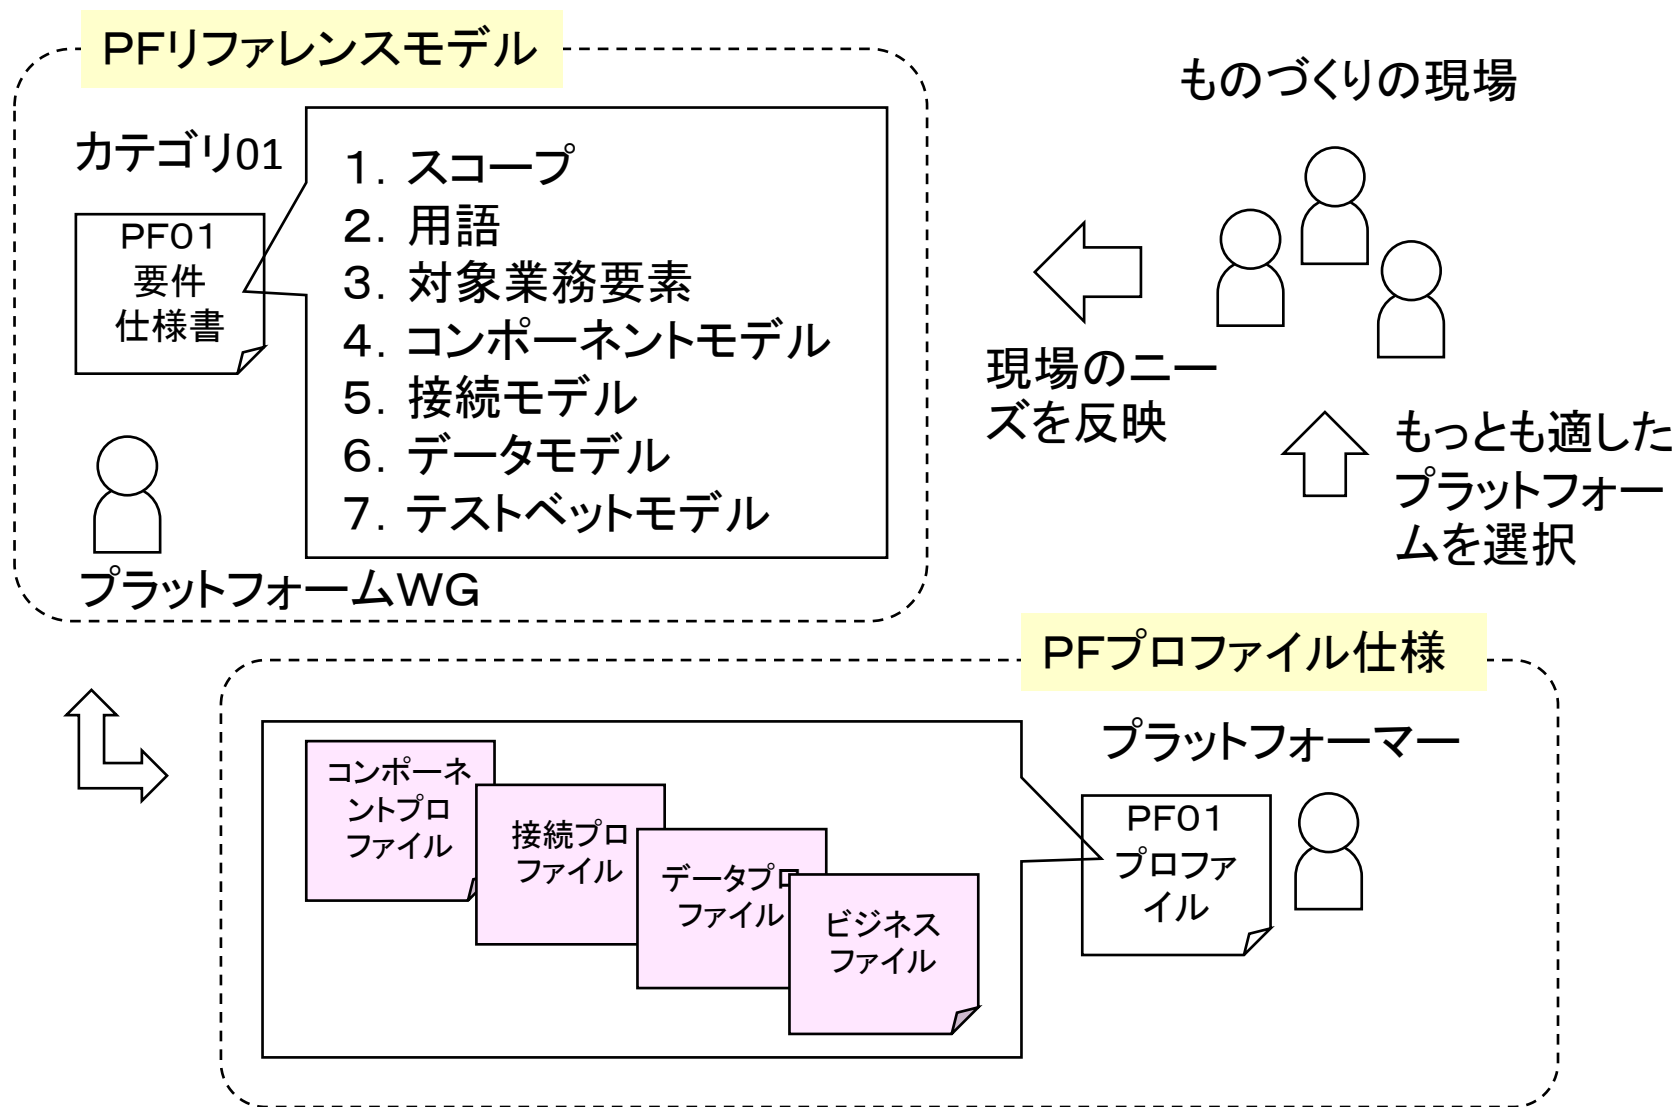 ＰＦリファレンスモデル
カテゴリ01
ＰＦ０１
要件
仕様書
１．スコープ
２．用語
３．対象業務要素
４．コンポーネントモデル
５．接続モデル
６．データモデル
７．テストベットモデル
プラットフォームＷＧ
ものづくりの現場
現場のニー
ズを反映
もっとも適した
プラットフォー
ムを選択
ＰＦプロファイル仕様
コンポーネ
ントプロ
ファイル
接続プロ
ファイル
データプロ
ファイル
ビジネス
ファイル
プラットフォーマー
ＰＦ０１
プロファ
イル